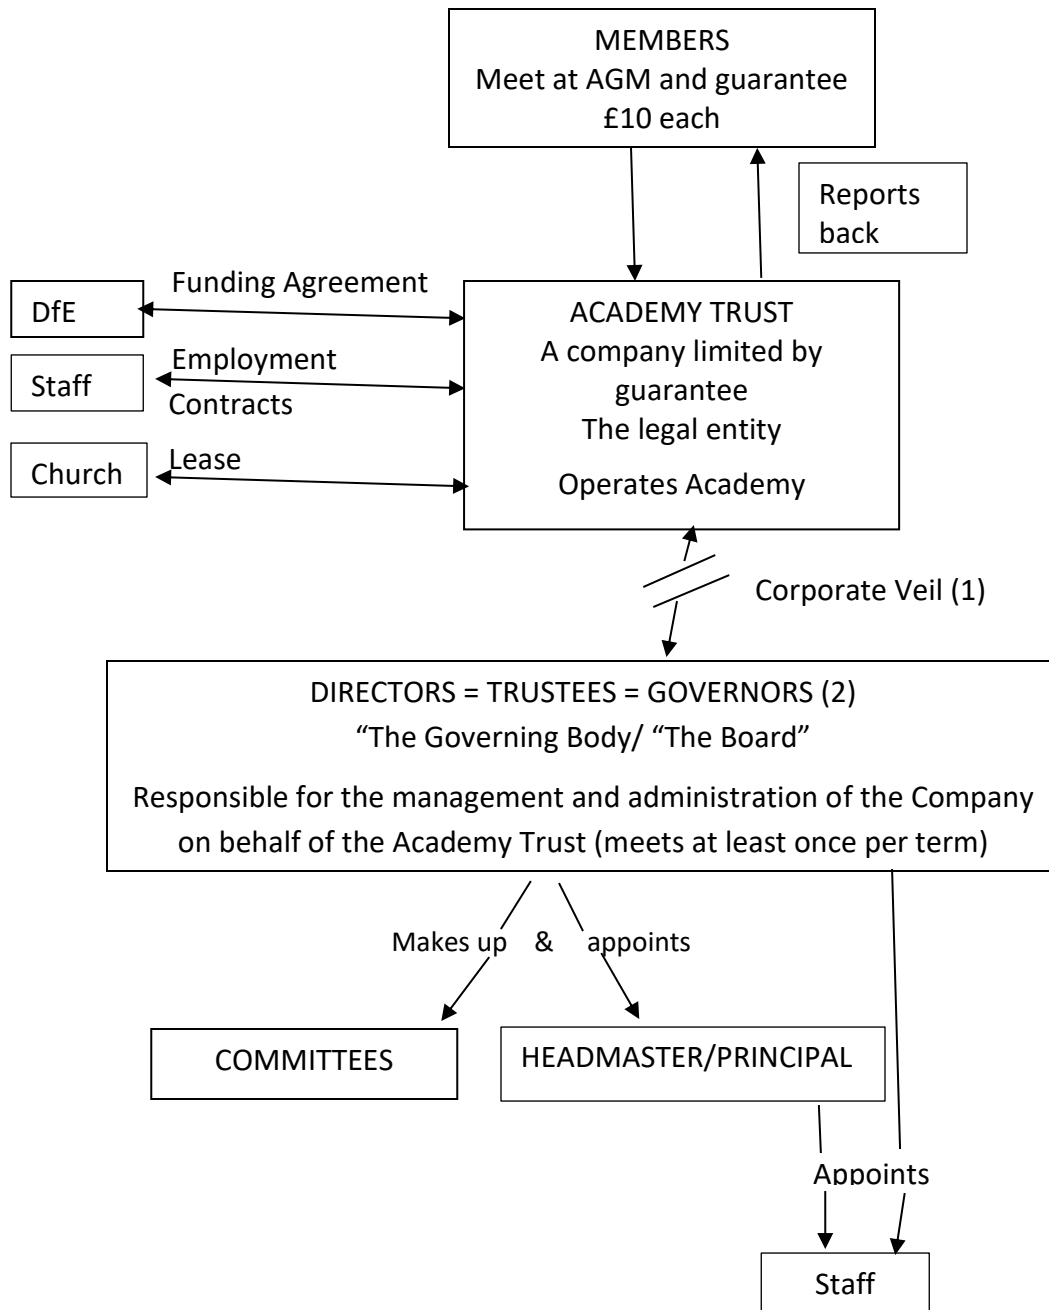 MEMBERS
Meet at AGM and guarantee
£10 each
Reports
back
Funding Agreement
DfE
Employment
Staff
Contracts
Lease
Church
ACADEMY TRUST
A company limited by
guarantee
The legal entity
Operates Academy
Corporate Veil (1)
DIRECTORS = TRUSTEES = GOVERNORS (2)
“The Governing Body/ “The Board”
Responsible for the management and administration of the Company
on behalf of the Academy Trust (meets at least once per term)
Makes up & appoints
COMMITTEES
HEADMASTER/PRINCIPAL
Appoints
Staff